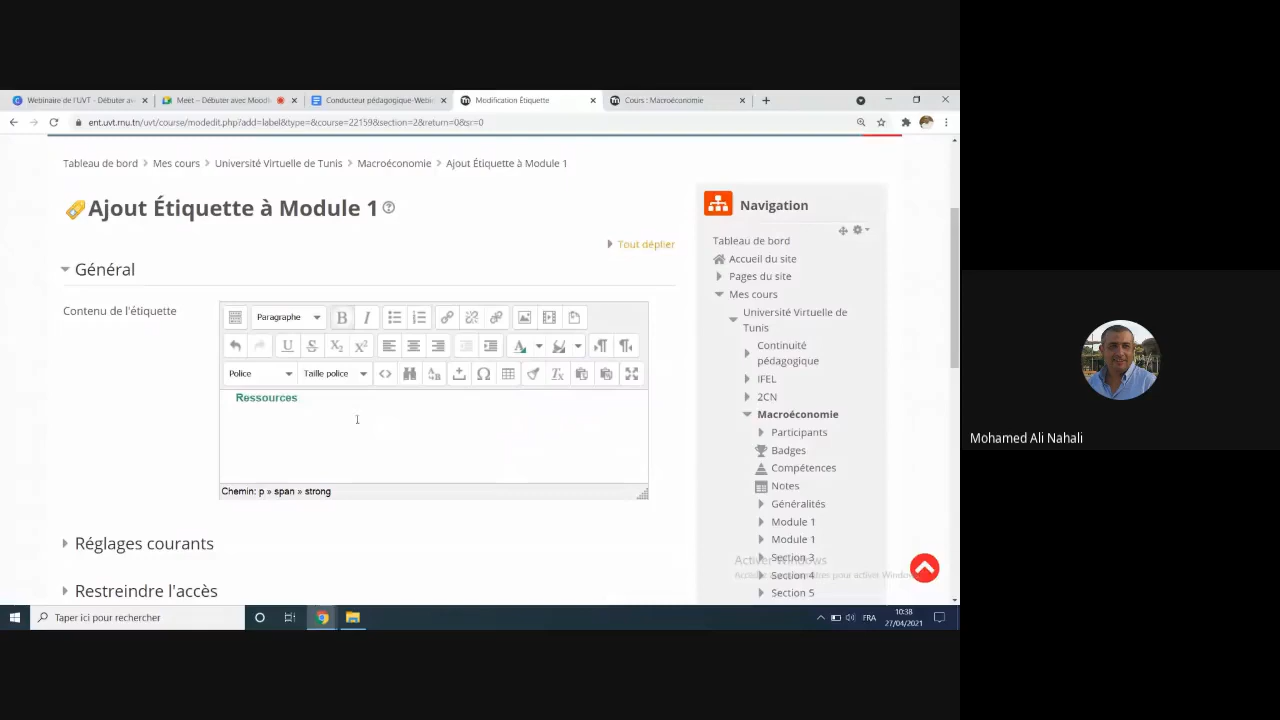 Webinaire de l'UVT - Débuter av
Meet – Débuter avec Moodl
Conducteur pédagogique-Webi
Modification Étiquette
Cours : Macroéconomie
ent.uvt.rnu.tn/uvt/course/modedit.php?add=label&type=&course=22159&section=2&return=0&sr=0
Tableau de bord > Mes cours > Université Virtuelle de Tunis > Macroéconomie > Ajout Étiquette à Module 1
Ajout Étiquette à Module 1
Tout déplier
Général
Contenu de l'étiquette
Paragraphe
B I
U S X₂ X²
Police
Taille police
Ressources
Chemin: p » span » strong
Réglages courants
Restreindre l'accès
Navigation
Tableau de bord
Accueil du site
Pages du site
Mes cours
Université Virtuelle de
Tunis
Continuité
pédagogique
IFEL
2CN
Macroéconomie
Participants
Badges
Compétences
Notes
Généralités
Module 1
Module 1
Section 3
Section 4
Section 5
Activer Windows
pour activer Windows
Taper ici pour rechercher
FRA
10:38
27/04/2021
Mohamed Ali Nahali